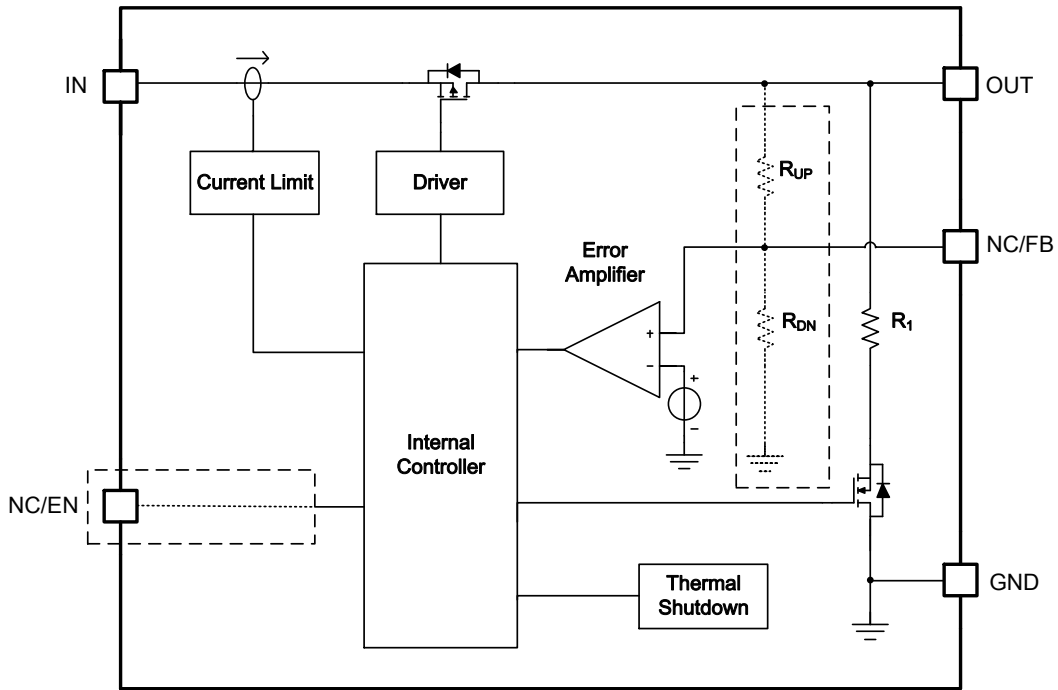 IN
OUT
Current Limit
Driver
RUP
NC/FB
Error
Amplifier
RDN
R1
+
−
+
−
Internal
Controller
NC/EN
Thermal
Shutdown
GND